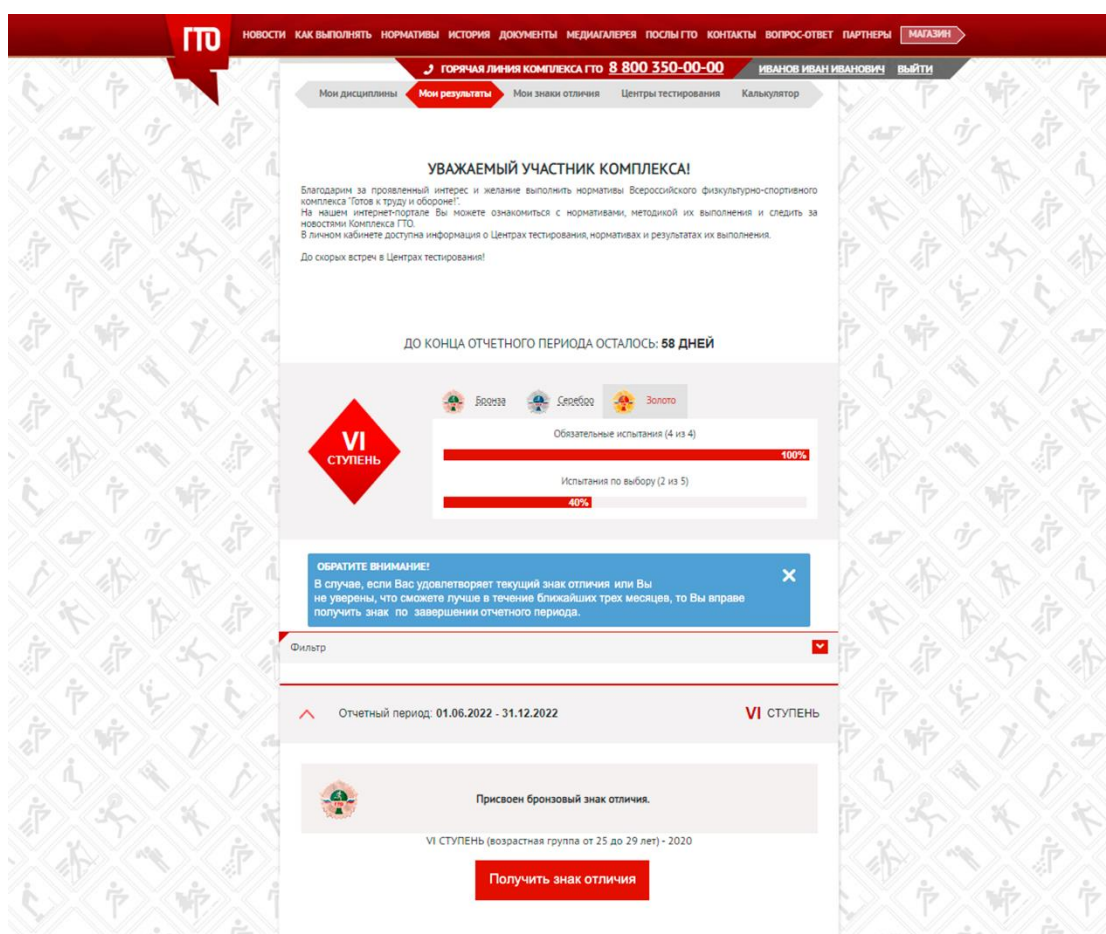 ГТО
НОВОСТИ КАК ВЫПОЛНЯТЬ НОРМАТИВЫ ИСТОРИЯ ДОКУМЕНТЫ МЕДИАГАЛЕРЕЯ ПОСЛЫ ГТО КОНТАКТЫ ВОПРОС-ОТВЕТ ПАРТНЕРЫ МАГАЗИН
ГОРЯЧАЯ ЛИНИЯ КОМПЛЕКСА ГТО 8 800 350-00-00 ИВАНОВ ИВАН ИВАНОВИЧ ВЫЙТИ
Мои дисциплины Мои результаты Мои знаки отличия Центры тестирования Калькулятор
УВАЖАЕМЫЙ УЧАСТНИК КОМПЛЕКСА!
Благодарим за проявленный интерес и желание выполнить нормативы Всероссийского физкультурно-спортивного
комплекса "Готов к труду и обороне!".
На нашем интернет-портале Вы можете ознакомиться с нормативами, методикой их выполнения и следить за
новостями Комплекса ГТО.
В личном кабинете доступна информация о Центрах тестирования, нормативах и результатах их выполнения.
До скорых встреч в Центрах тестирования!
ДО КОНЦА ОТЧЕТНОГО ПЕРИОДА ОСТАЛОСЬ: 58 ДНЕЙ
Бронза Серебро Золото
VI
СТУПЕНЬ
Обязательные испытания (4 из 4)
100%
Испытания по выбору (2 из 5)
40%
ОБРАТИТЕ ВНИМАНИЕ!
В случае, если Вас удовлетворяет текущий знак отличия или Вы
не уверены, что сможете лучше в течение ближайших трех месяцев, то Вы вправе
получить знак по завершении отчетного периода.
Фильтр
Отчетный период: 01.06.2022 - 31.12.2022 VI СТУПЕНЬ
Присвоен бронзовый знак отличия.
VI СТУПЕНЬ (возрастная группа от 25 до 29 лет) - 2020
Получить знак отличия